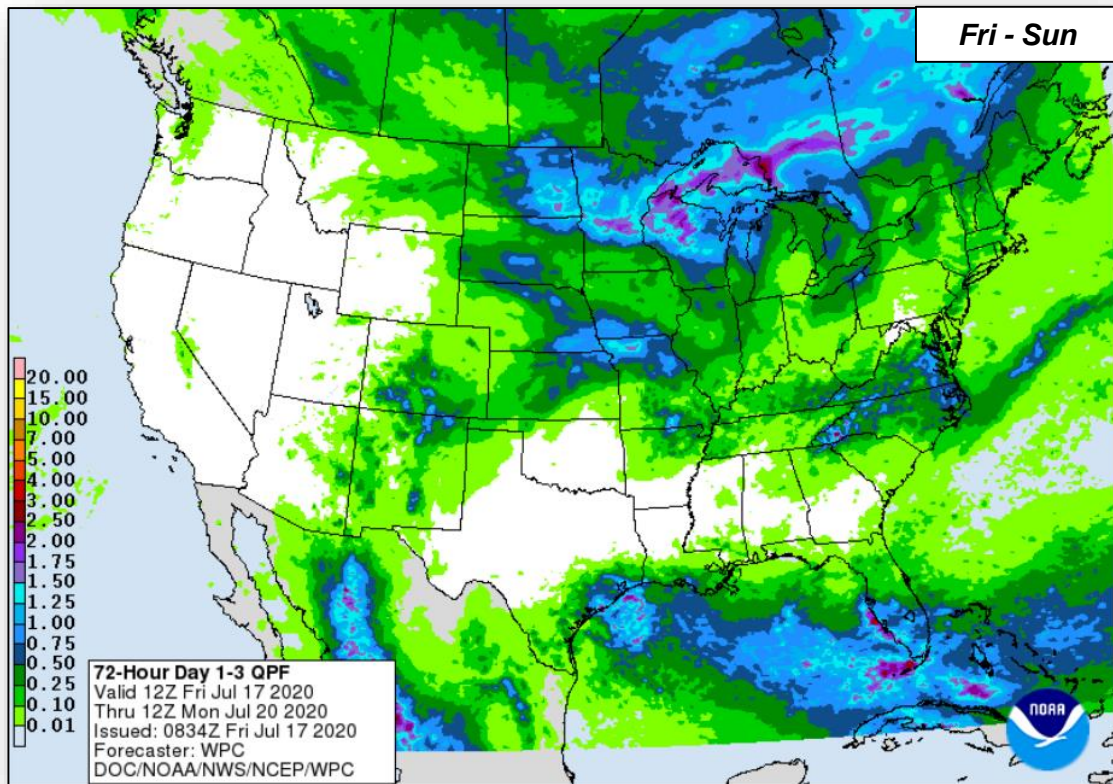 Fri - Sun
20.00
15.00
10.00
7.00
5.00
4.00
3.00
2.50
2.00
1.75
1.50
1.25
1.00
0.75
0.50
0.25
0.10
0.01
72-Hour Day 1-3 QPF
Valid 12Z Fri Jul 17 2020
Thru 12Z Mon Jul 20 2020
Issued: 0834Z Fri Jul 17 2020
Forecaster: WPC
DOC/NOAA/NWS/NCEP/WPC
NOAA